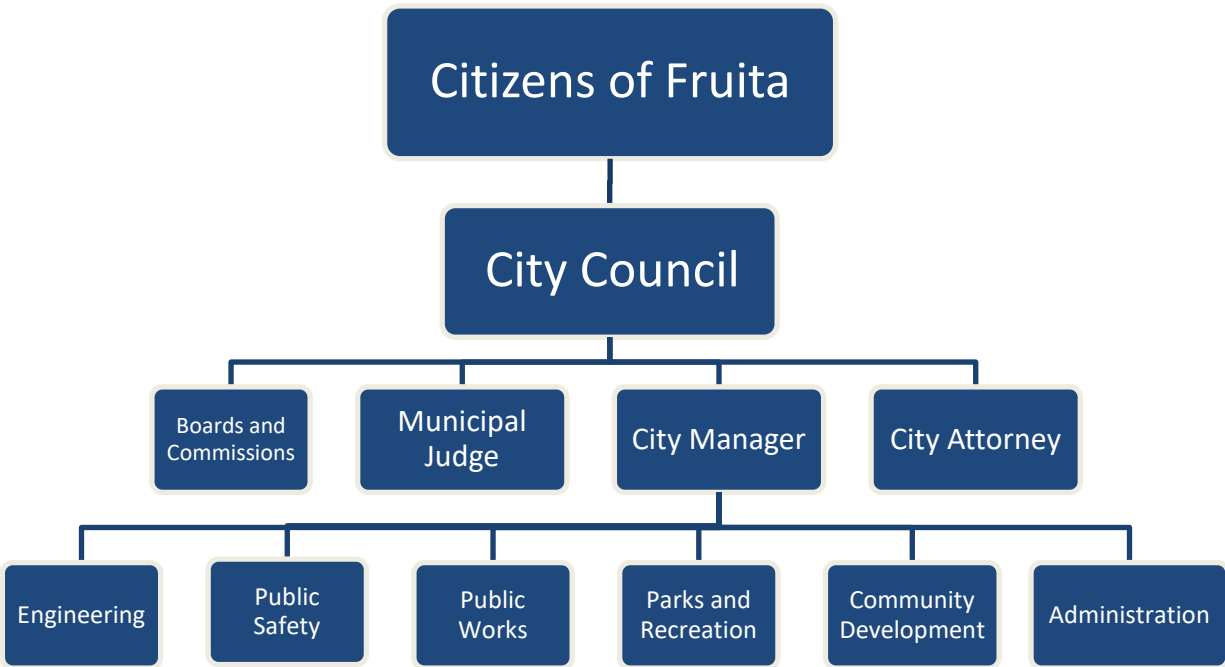 Citizens of Fruita
City Council
Boards and
Commissions
Municipal
Judge
City Manager
City Attorney
Engineering
Public
Safety
Public
Works
Parks and
Recreation
Community
Development
Administration